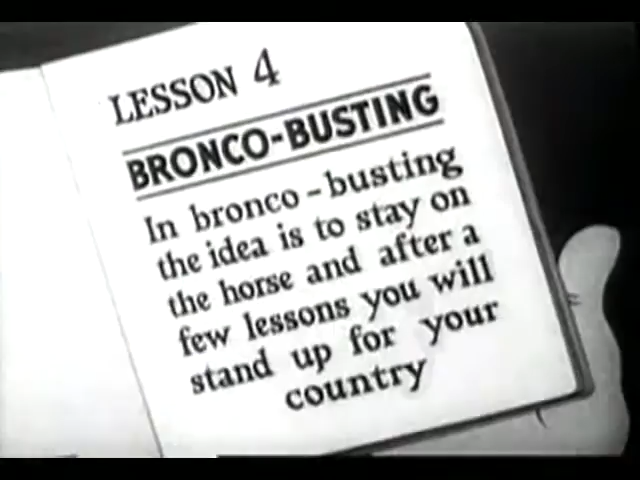 LESSON 4
BRONCO-BUSTING
In bronco-busting
the idea is to stay on
the horse and after a
few lessons you will
stand up for your
country